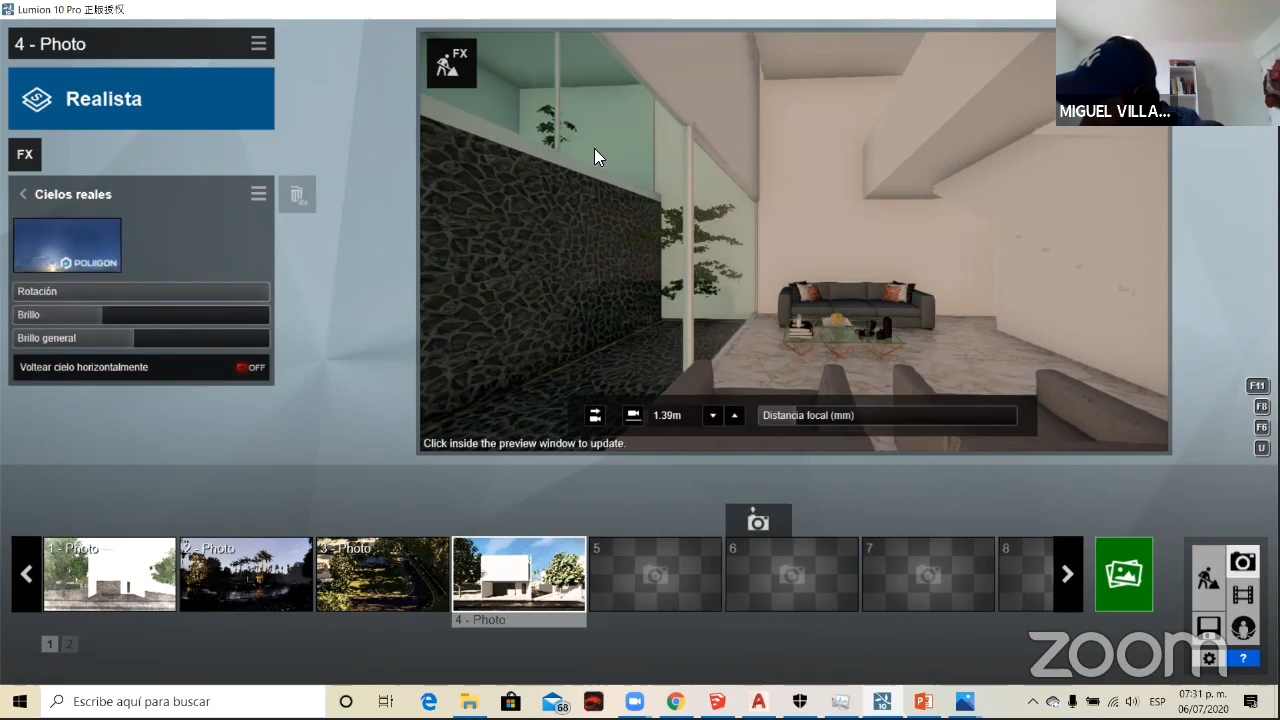 Lumion 10 Pro 正版授权
4 - Photo
Realista
FX
Cielos reales
POLIIGON
Rotación
Brillo
Brillo general
Voltear cielo horizontalmente
OFF
FX
MIGUEL VILLA...
1.39m
Distancia focal (mm)
Click inside the preview window to update.
F11
F8
F6
U
1 - Photo
2 - Photo
3 - Photo
4 - Photo
5
6
7
8
1
2
?
zoom
Escribe aquí para buscar
68
10
ESP
07:31 p. m.
06/07/2020